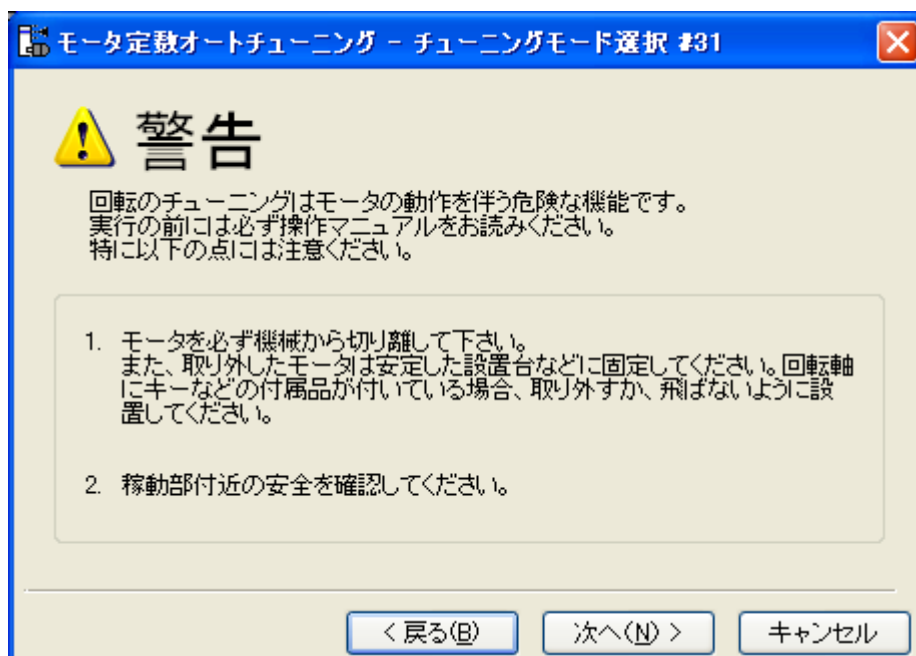 モータ定数オートチューニング - チューニングモード選択 #31
警告
回転のチューニングはモータの動作を伴う危険な機能です。
実行の前には必ず操作マニュアルをお読みください。
特に以下の点には注意ください。
1. モータを必ず機械から切り離して下さい。
また、取り外したモータは安定した設置台などに固定してください。回転軸
にキーなどの付属品が付いている場合、取り外すか、飛ばないように設
置してください。
2. 稼動部付近の安全を確認してください。
< 戻る(B)
次へ(N) >
キャンセル